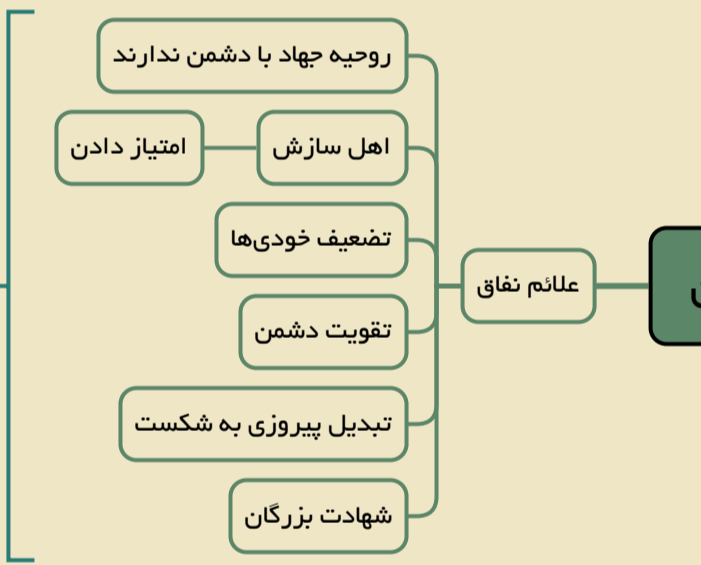 علائم نفاق
روحیه جهاد با دشمن ندارند
اهل سازش
امتیاز دادن
تضعیف خودی‌ها
تقویت دشمن
تبدیل پیروزی به شکست
شهادت بزرگان